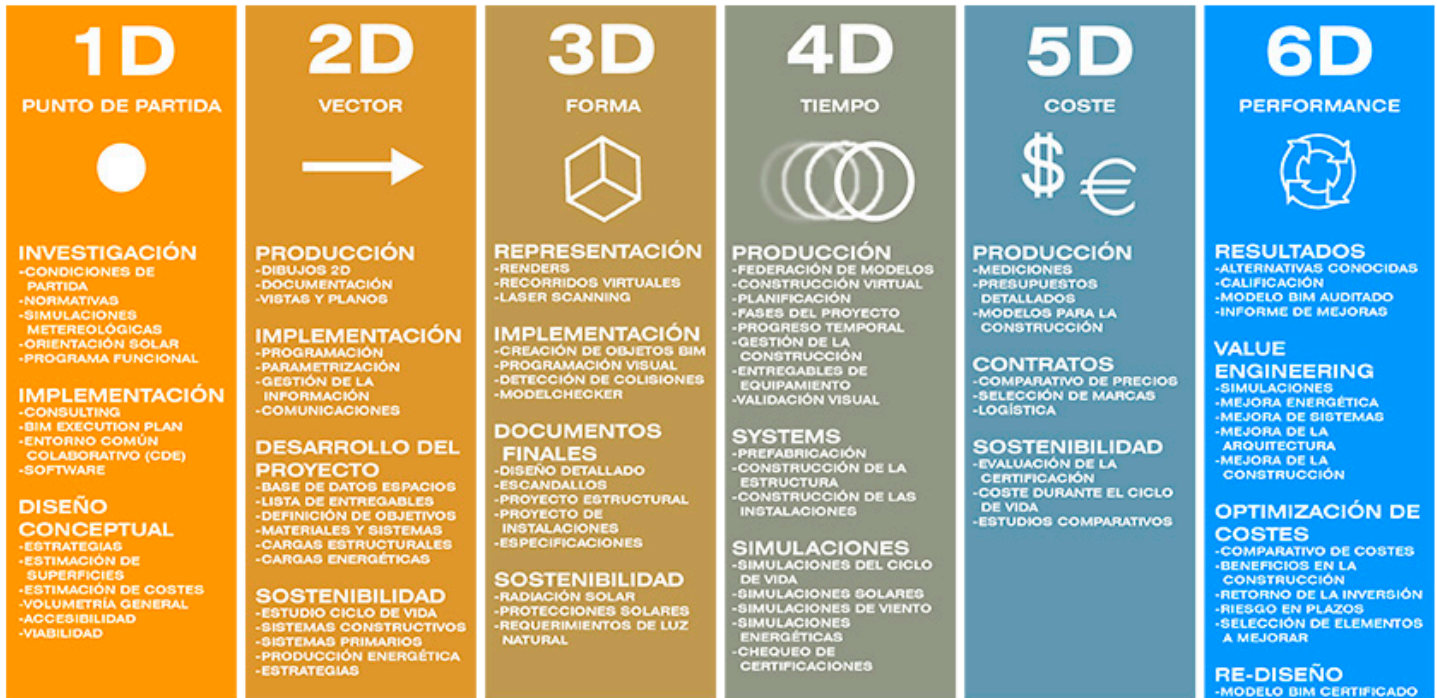 1D
PUNTO DE PARTIDA
INVESTIGACIÓN
-CONDICIONES DE
PARTIDA
-NORMATIVAS
-SIMULACIONES
METEREOLÓGICAS
-ORIENTACIÓN SOLAR
-PROGRAMA FUNCIONAL
IMPLEMENTACIÓN
-CONSULTING
-BIM EXECUTION PLAN
-ENTORNO COMÚN
COLABORATIVO (CDE)
-SOFTWARE
DISEÑO
CONCEPTUAL
-ESTRATEGIAS
-ESTIMACIÓN DE
SUPERFICIES
-ESTIMACIÓN DE COSTES
-VOLUMETRÍA GENERAL
-ACCESIBILIDAD
-VIABILIDAD
2D
VECTOR
PRODUCCIÓN
-DIBUJOS 2D
-DOCUMENTACIÓN
-VISTAS Y PLANOS
IMPLEMENTACIÓN
-PROGRAMACIÓN
-PARAMETRIZACIÓN
-GESTIÓN DE LA
INFORMACIÓN
-COMUNICACIONES
DESARROLLO DEL
PROYECTO
-BASE DE DATOS ESPACIOS
-LISTA DE ENTREGABLES
-DEFINICIÓN DE OBJETIVOS
-MATERIALES Y SISTEMAS
-CARGAS ESTRUCTURALES
-CARGAS ENERGÉTICAS
SOSTENIBILIDAD
-ESTUDIO CICLO DE VIDA
-SISTEMAS CONSTRUCTIVOS
-SISTEMAS PRIMARIOS
-PRODUCCIÓN ENERGÉTICA
-ESTRATEGIAS
3D
FORMA
REPRESENTACIÓN
-RENDERS
-RECORRIDOS VIRTUALES
-LASER SCANNING
IMPLEMENTACIÓN
-CREACIÓN DE OBJETOS BIM
-PROGRAMACIÓN VISUAL
-DETECCIÓN DE COLISIONES
-MODELCHECKER
DOCUMENTOS
FINALES
-DISEÑO DETALLADO
-ESCANDALLOS
-PROYECTO ESTRUCTURAL
-PROYECTO DE
INSTALACIONES
-ESPECIFICACIONES
SOSTENIBILIDAD
-RADIACIÓN SOLAR
-PROTECCIONES SOLARES
-REQUERIMIENTOS DE LUZ
NATURAL
4D
TIEMPO
PRODUCCIÓN
-FEDERACIÓN DE MODELOS
-CONSTRUCCIÓN VIRTUAL
-PLANIFICACIÓN
-FASES DEL PROYECTO
-PROGRESO TEMPORAL
-GESTIÓN DE LA
CONSTRUCCIÓN
-ENTREGABLES DE
EQUIPAMIENTO
-VALIDACIÓN VISUAL
SYSTEMS
-PREFABRICACIÓN
-CONSTRUCCIÓN DE LA
ESTRUCTURA
-CONSTRUCCIÓN DE LAS
INSTALACIONES
SIMULACIONES
-SIMULACIONES DEL CICLO
DE VIDA
-SIMULACIONES SOLARES
-SIMULACIONES DE VIENTO
-SIMULACIONES
ENERGÉTICAS
-CHEQUEO DE
CERTIFICACIONES
5D
COSTE
$ €
PRODUCCIÓN
-MEDICIONES
-PRESUPUESTOS
DETALLADOS
-MODELOS PARA LA
CONSTRUCCIÓN
CONTRATOS
-COMPARATIVO DE PRECIOS
-SELECCIÓN DE MARCAS
-LOGÍSTICA
SOSTENIBILIDAD
-EVALUACIÓN DE LA
CERTIFICACIÓN
-COSTE DURANTE EL CICLO
DE VIDA
-ESTUDIOS COMPARATIVOS
6D
PERFORMANCE
RESULTADOS
-ALTERNATIVAS CONOCIDAS
-CALIFICACIÓN
-MODELO BIM AUDITADO
-INFORME DE MEJORAS
VALUE
ENGINEERING
-SIMULACIONES
-MEJORA ENERGÉTICA
-MEJORA DE SISTEMAS
-MEJORA DE LA
ARQUITECTURA
-MEJORA DE LA
CONSTRUCCIÓN
OPTIMIZACIÓN DE
COSTES
-COMPARATIVO DE COSTES
-BENEFICIOS EN LA
CONSTRUCCIÓN
-RETORNO DE LA INVERSIÓN
-RIESGO EN PLAZOS
-SELECCIÓN DE ELEMENTOS
A MEJORAR
RE-DISEÑO
-MODELO BIM CERTIFICADO